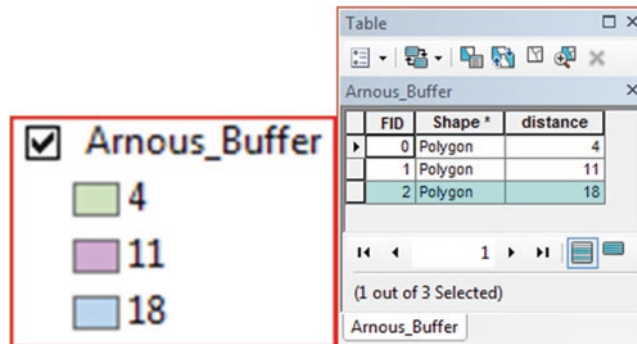 Arnous_Buffer
4
11
18
Table
Arnous_Buffer
FID Shape * distance
0 Polygon 4
1 Polygon 11
2 Polygon 18
1
(1 out of 3 Selected)
Arnous_Buffer